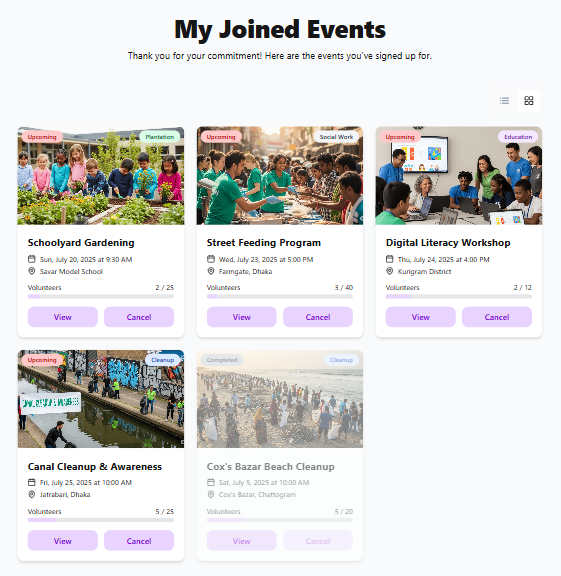 My Joined Events
Thank you for your commitment! Here are the events you've signed up for.
Upcoming
Plantation
Schoolyard Gardening
Sun, July 20, 2025 at 9:30 AM
Savar Model School
Volunteers 2 / 25
View
Cancel
Upcoming
Social Work
Street Feeding Program
Wed, July 23, 2025 at 5:00 PM
Farmgate, Dhaka
Volunteers 3 / 40
View
Cancel
Upcoming
Education
Digital Literacy Workshop
Thu, July 24, 2025 at 4:00 PM
Kurigram District
Volunteers 2 / 12
View
Cancel
Upcoming
Cleanup
Canal Cleanup & Awareness
Fri, July 25, 2025 at 10:00 AM
Jatrabari, Dhaka
Volunteers 5 / 25
View
Cancel
Completed
Cleanup
Cox's Bazar Beach Cleanup
Sat, July 5, 2025 at 10:00 AM
Cox's Bazar, Chattogram
Volunteers 5 / 20
View
Cancel